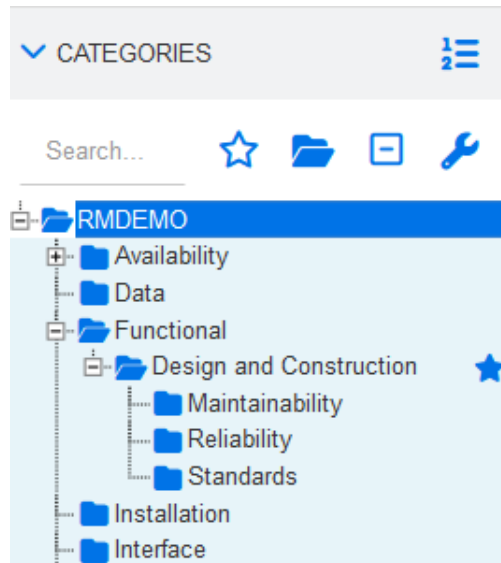 CATEGORIES
Search...
RMDEMO
Availability
Data
Functional
Design and Construction
Maintainability
Reliability
Standards
Installation
Interface